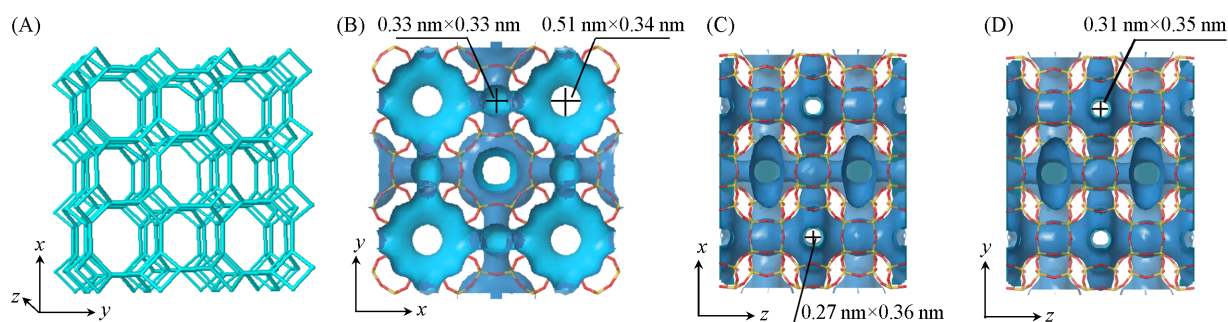 (A)
x
z
y
(B)
0.33 nm×0.33 nm
0.51 nm×0.34 nm
y
x
(C)
x
z
0.27 nm×0.36 nm
(D)
0.31 nm×0.35 nm
y
z